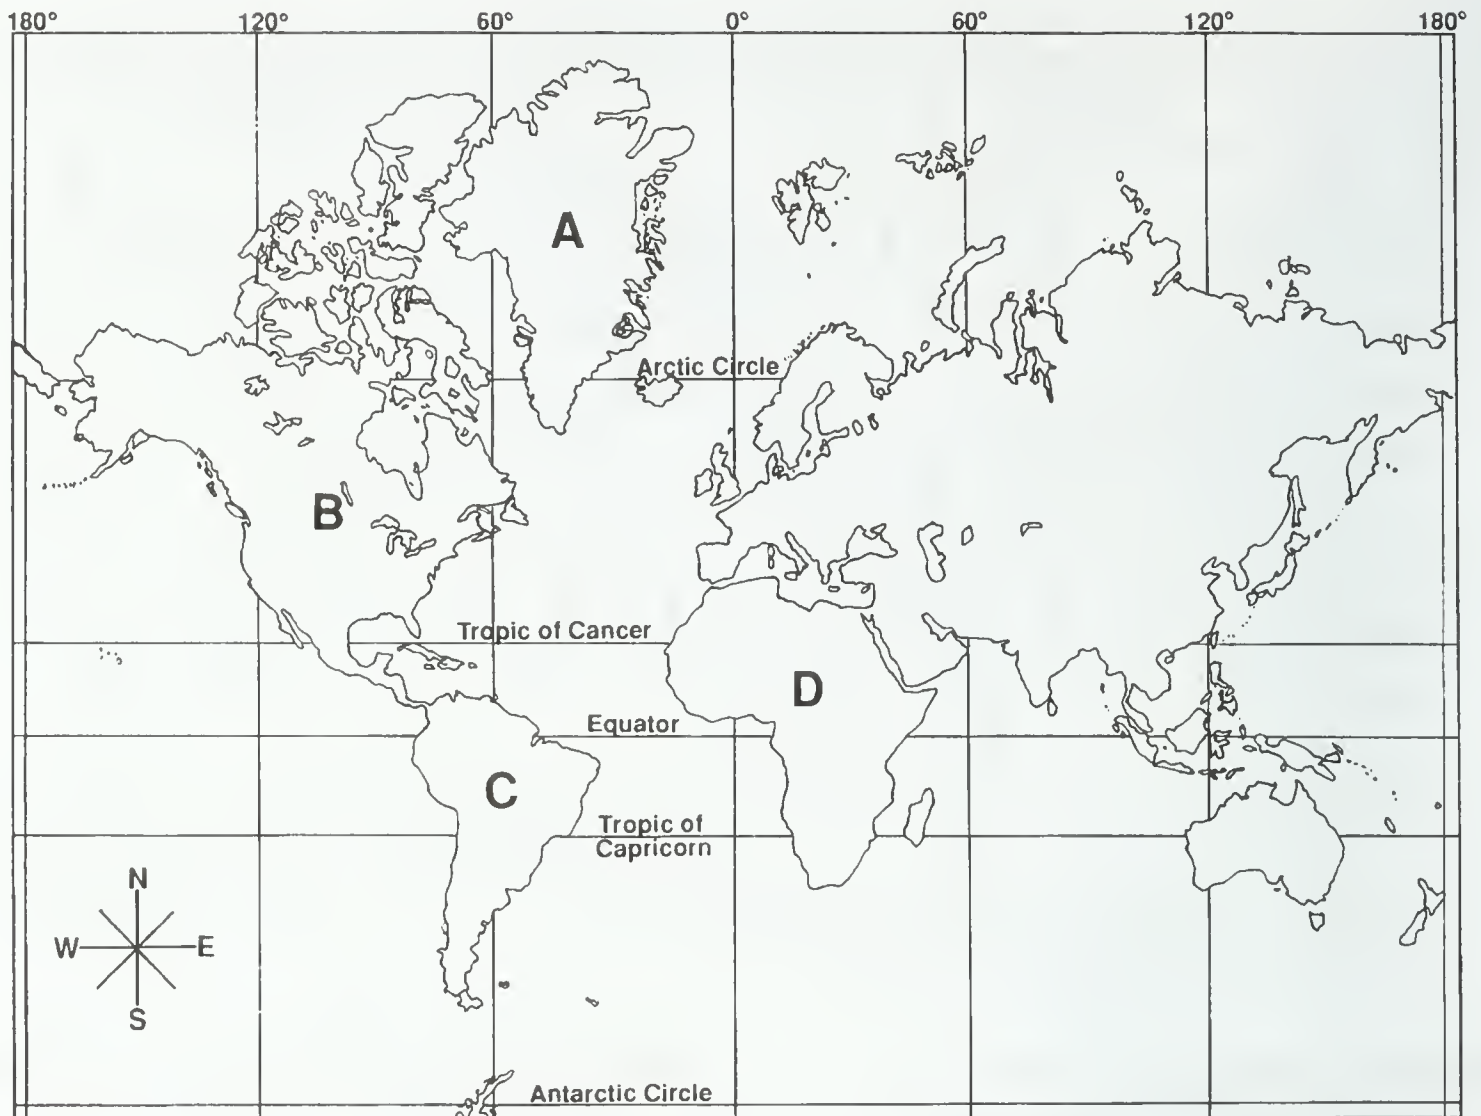 180° 120° 60° 0° 60° 120° 180°
A
Arctic Circle
B
Tropic of Cancer
D
Equator
C
Tropic of
Capricorn
N
W E
S
Antarctic Circle